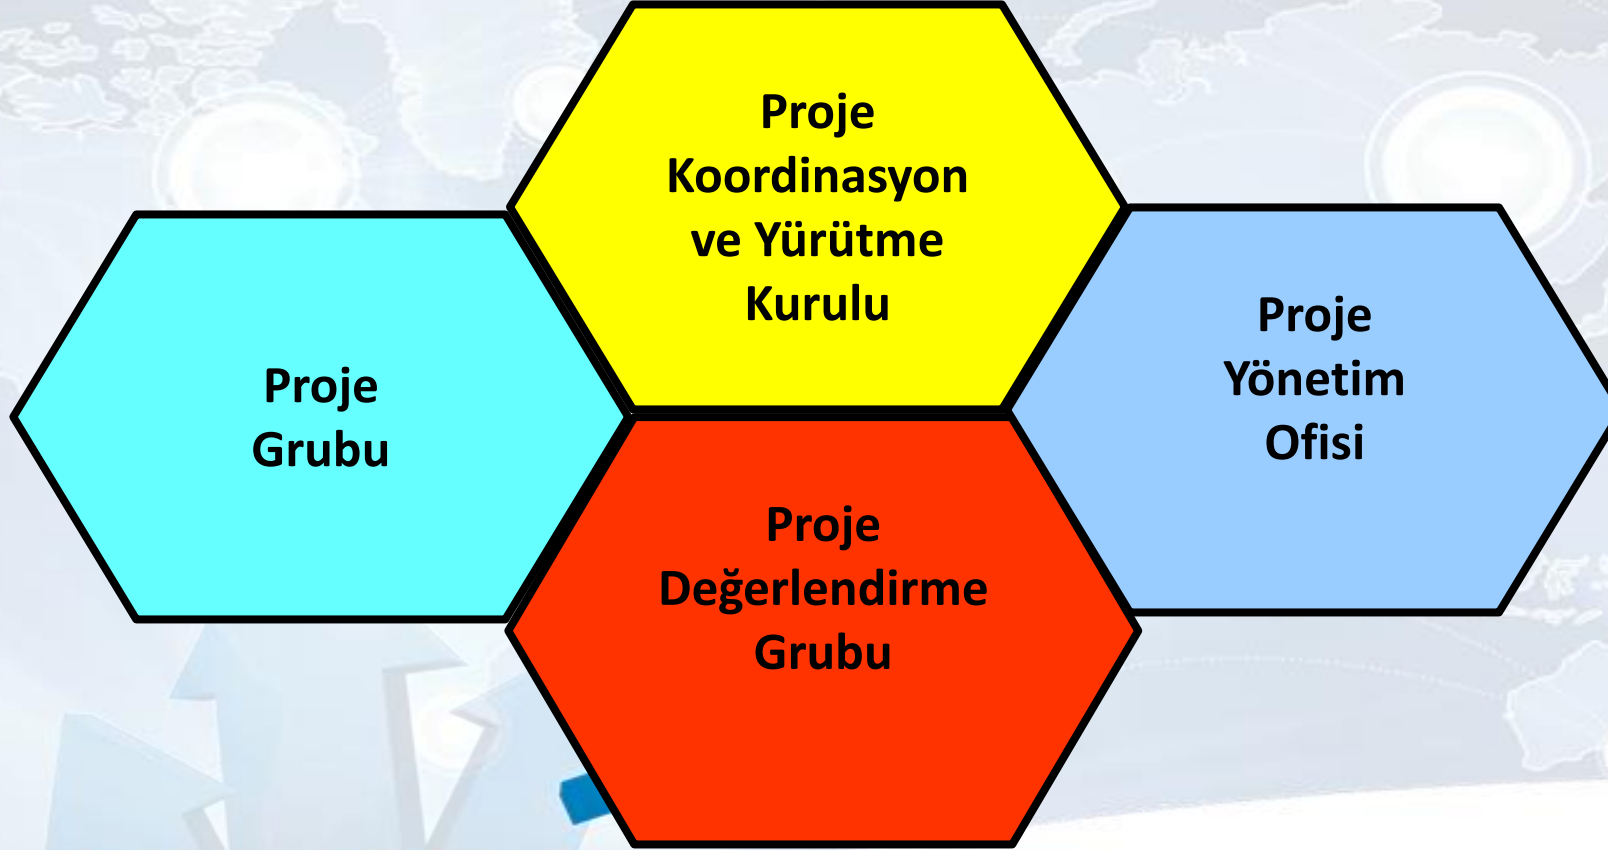 Proje
Koordinasyon
ve Yürütme
Kurulu
Proje
Grubu
Proje
Yönetim
Ofisi
Proje
Değerlendirme
Grubu